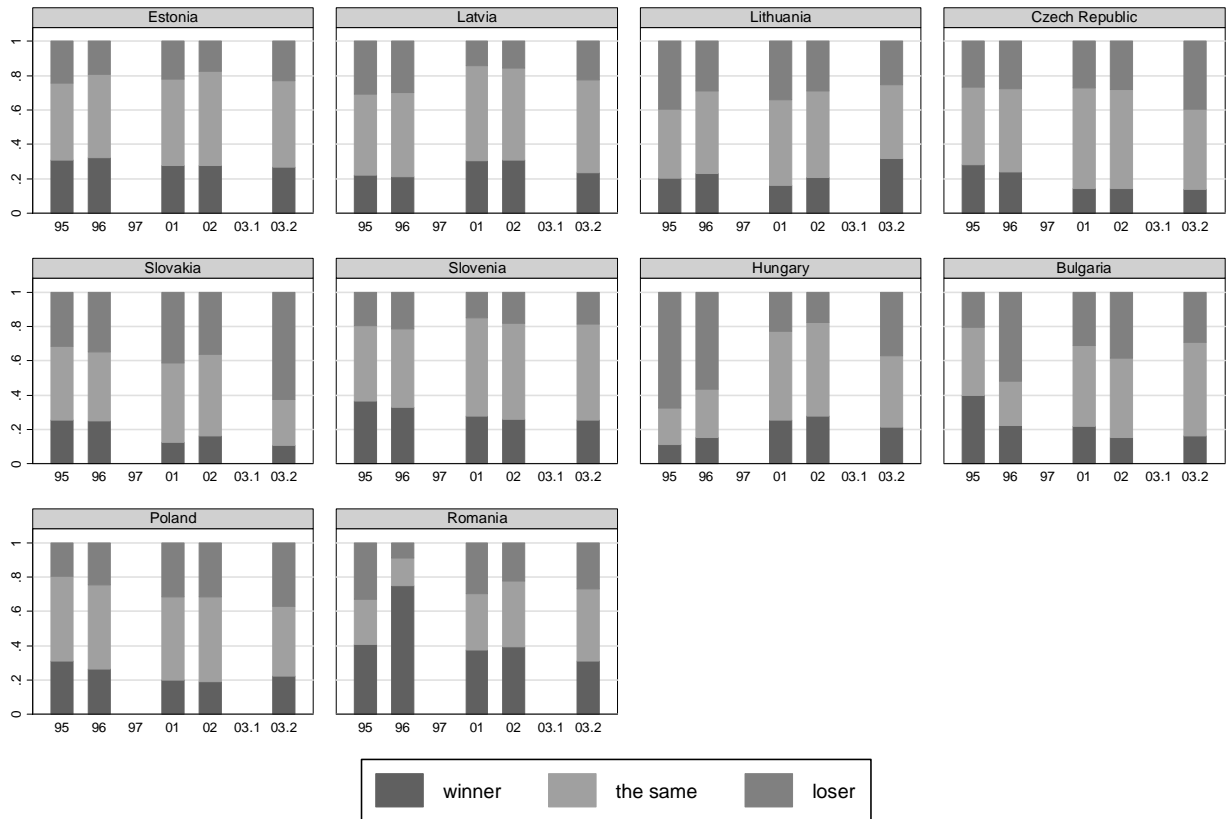 Estonia Latvia Lithuania Czech Republic
1
.8
.6
.4
.2
0
95 96 97 01 02 03.1 03.2 95 96 97 01 02 03.1 03.2 95 96 97 01 02 03.1 03.2 95 96 97 01 02 03.1 03.2
Slovakia Slovenia Hungary Bulgaria
1
.8
.6
.4
.2
0
95 96 97 01 02 03.1 03.2 95 96 97 01 02 03.1 03.2 95 96 97 01 02 03.1 03.2 95 96 97 01 02 03.1 03.2
Poland Romania
1
.8
.6
.4
.2
0
95 96 97 01 02 03.1 03.2 95 96 97 01 02 03.1 03.2
winner the same loser